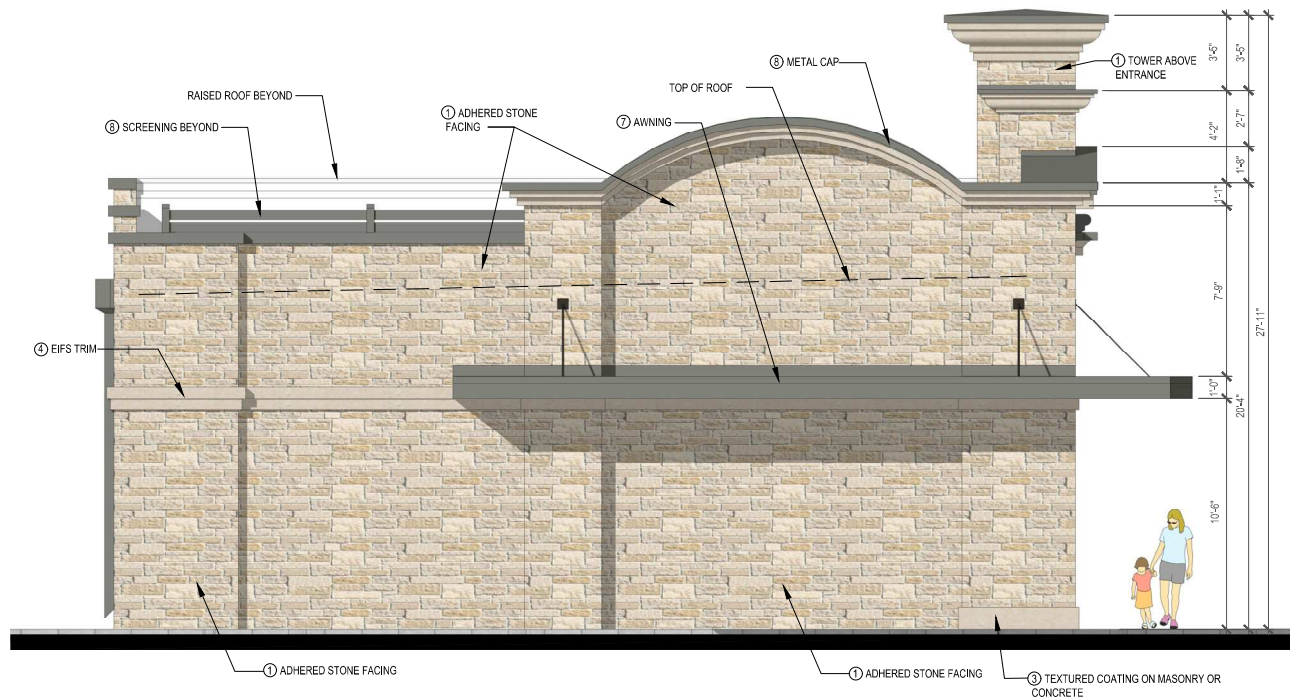 ⑧ METAL CAP
① TOWER ABOVE
ENTRANCE
RAISED ROOF BEYOND
TOP OF ROOF
① ADHERED STONE
FACING
⑦ AWNING
⑧ SCREENING BEYOND
④ EIFS TRIM
① ADHERED STONE FACING
① ADHERED STONE FACING
③ TEXTURED COATING ON MASONRY OR
CONCRETE
3'-5"
4'-2"
1'-1"
7'-9"
1'-0"
10'-6"
3'-5"
2'-7"
1'-8"
20'-4"
27'-11"